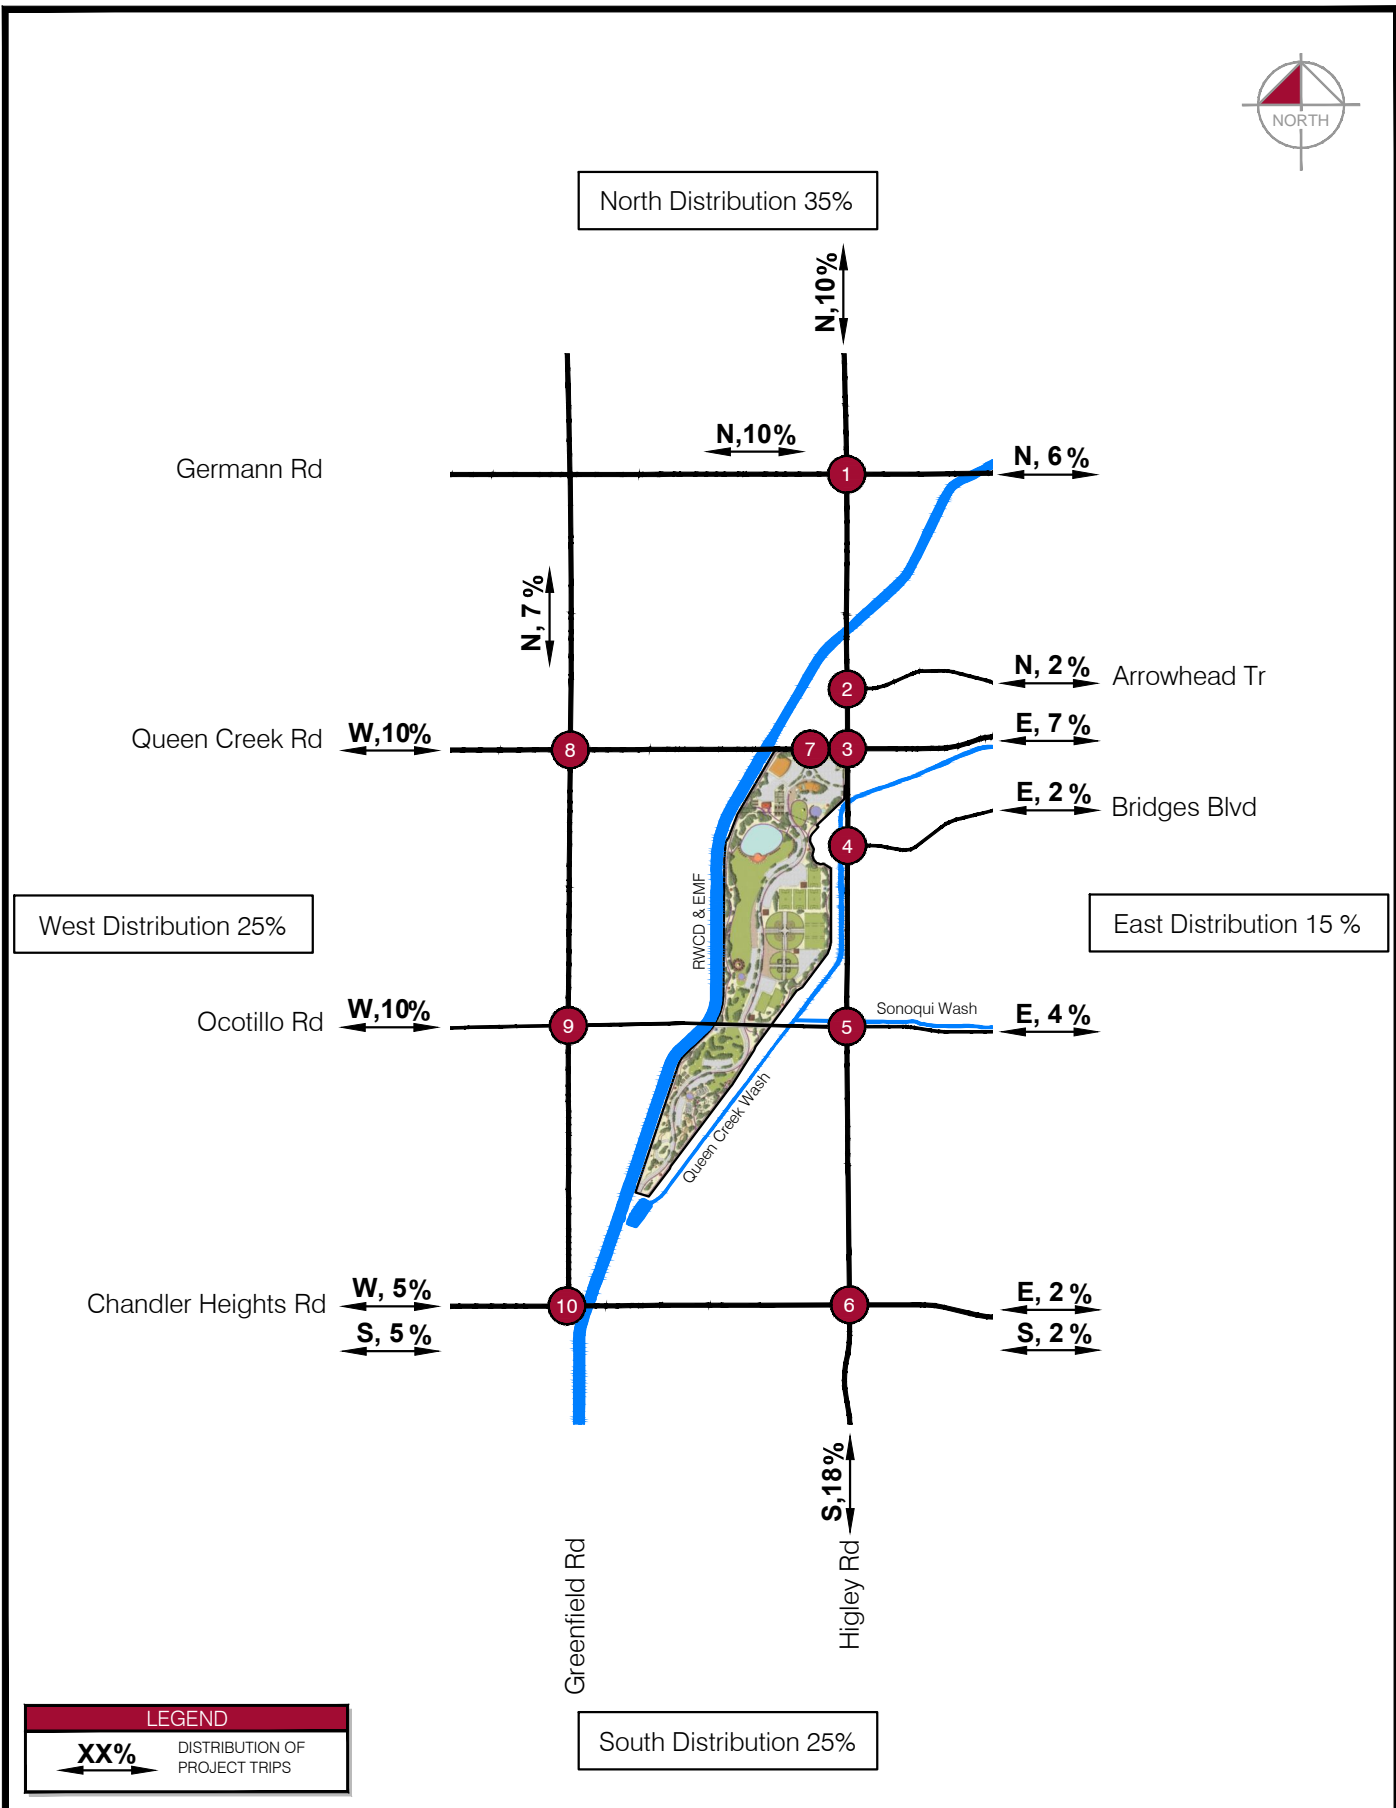 NORTH
North Distribution 35%
N,10%
N,10%
Germann Rd
1
N, 6%
N, 7%
2
N, 2%
Arrowhead Tr
Queen Creek Rd
W,10%
8
7
3
E, 7%
E, 2%
Bridges Blvd
4
RWCD & EMF
West Distribution 25%
East Distribution 15 %
Ocotillo Rd
W,10%
9
5
Sonoqui Wash
E, 4%
Queen Creek Wash
Chandler Heights Rd
W, 5%
S, 5%
10
6
E, 2%
S, 2%
S,18%
Greenfield Rd
Higley Rd
South Distribution 25%
LEGEND
XX%
DISTRIBUTION OF
PROJECT TRIPS